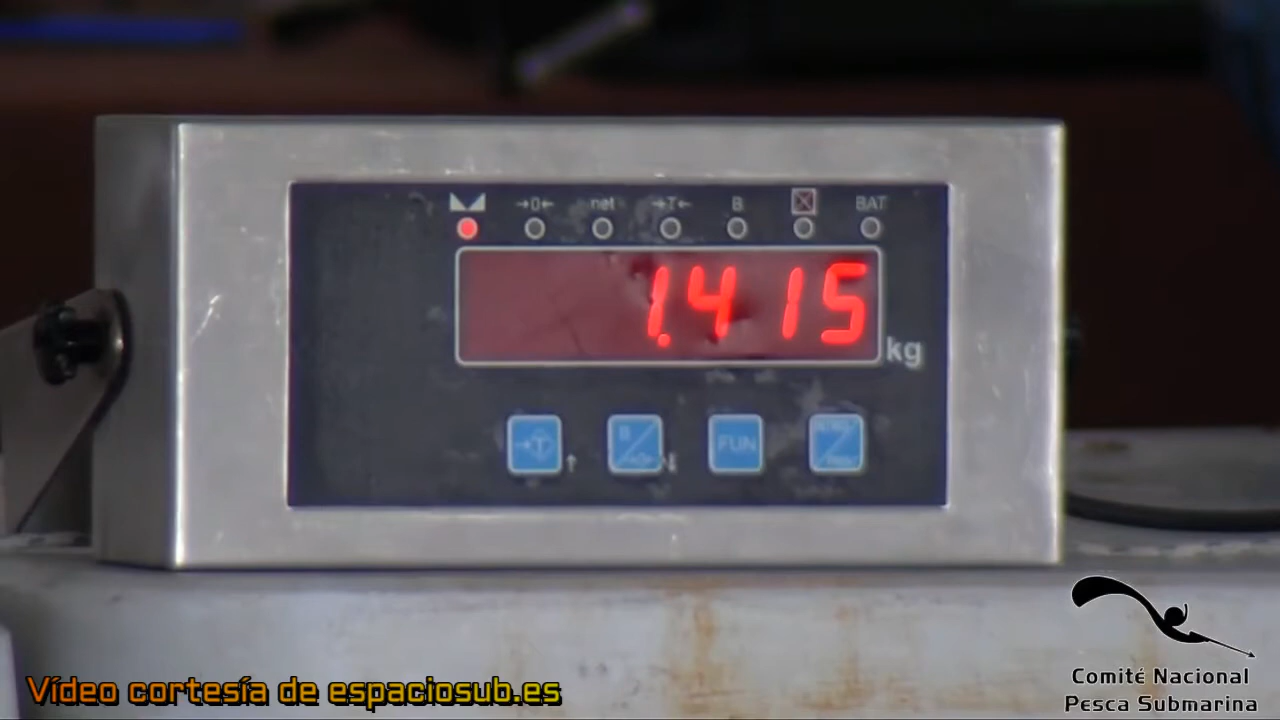 →0← net →T← B BAT
1.415
kg
→T← FUN
Vídeo cortesía de espaciosub.es
Comité Nacional
Pesca Submarina